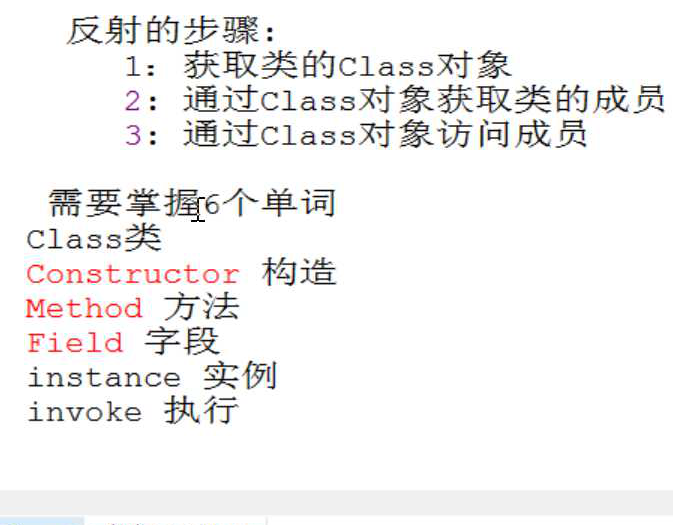 反射的步骤:
1: 获取类的Class对象
2: 通过Class对象获取类的成员
3: 通过Class对象访问成员
需要掌握6个单词
Class类
Constructor 构造
Method 方法
Field 字段
instance 实例
invoke 执行